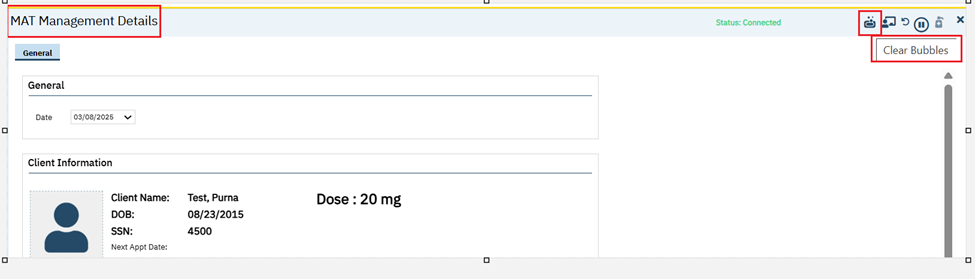 MAT Management Details
Status: Connected
Clear Bubbles
General
General
Date 03/08/2025
Client Information
Client Name: Test, Purna
Dose : 20 mg
DOB: 08/23/2015
SSN: 4500
Next Appt Date: